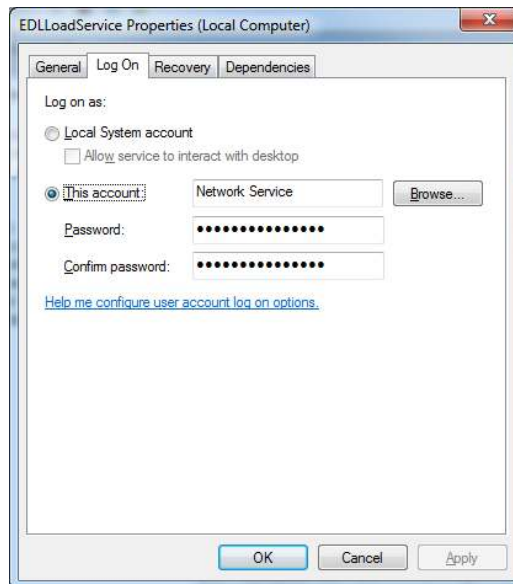 EDLLoadService Properties (Local Computer)
General Log On Recovery Dependencies
Log on as:
Local System account
Allow service to interact with desktop
This account: Network Service Browse...
Password: •••••••••••••••
Confirm password: •••••••••••••••
Help me configure user account log on options.
OK Cancel Apply